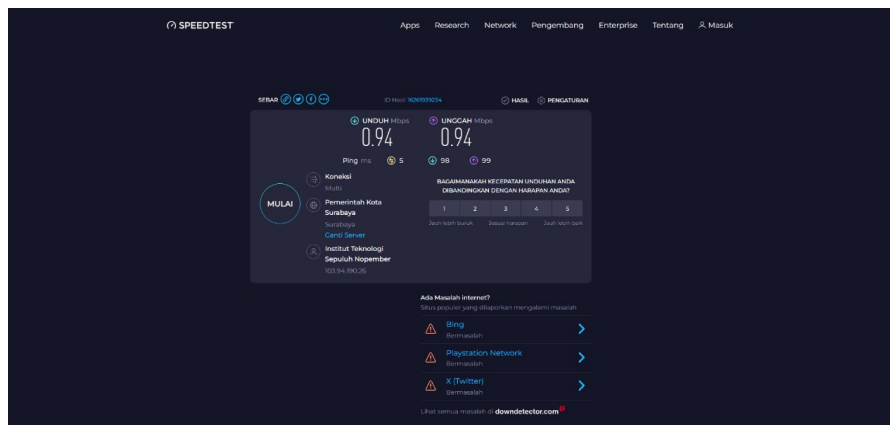 SPEEDTEST
Apps Research Network Pengembang Enterprise Tentang Masuk
SEBAR
ID Hasil 16261939234
HASIL PENGATURAN
UNDUH Mbps UNGGAH Mbps
0.94 0.94
Ping ms 5 98 99
MULAI
Koneksi
Multi
Pemerintah Kota
Surabaya
Surabaya
Ganti Server
Institut Teknologi
Sepuluh Nopember
103.94.190.26
BAGAIMANAKAH KECEPATAN UNDUHAN ANDA
DIBANDINGKAN DENGAN HARAPAN ANDA?
1 2 3 4 5
Jauh lebih buruk Sesuai harapan Jauh lebih baik
Ada Masalah internet?
Situs populer yang dilaporkan mengalami masalah
Bing
Bermasalah
Playstation Network
Bermasalah
X (Twitter)
Bermasalah
Lihat semua masalah di downdetector.com